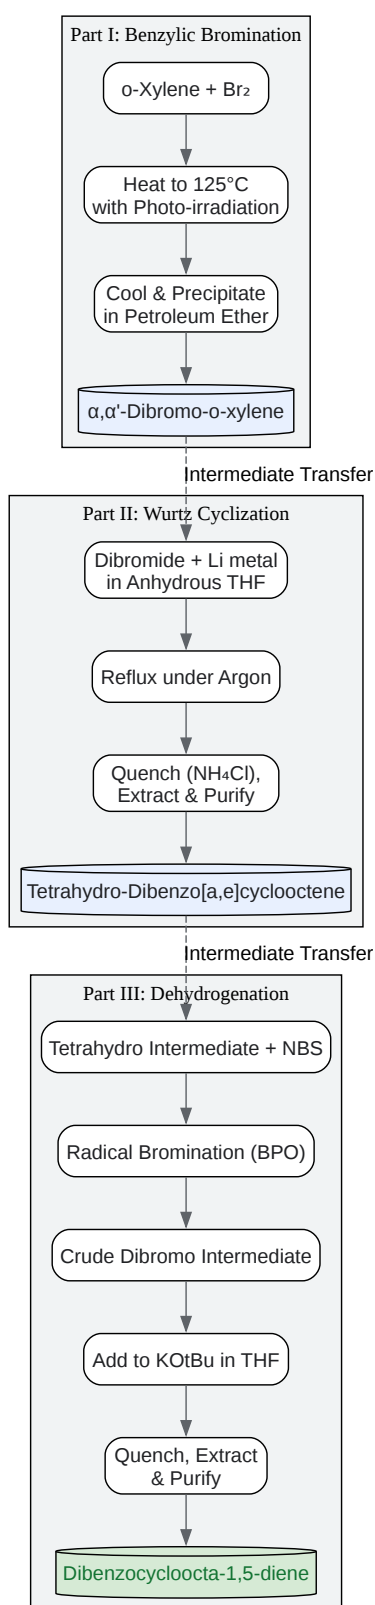 Part I: Benzylic Bromination
o-Xylene + Br₂
Heat to 125°C
with Photo-irradiation
Cool & Precipitate
in Petroleum Ether
α,α'-Dibromo-o-xylene
Intermediate Transfer
Part II: Wurtz Cyclization
Dibromide + Li metal
in Anhydrous THF
Reflux under Argon
Quench (NH₄Cl),
Extract & Purify
Tetrahydro-Dibenzo[a,e]cyclooctene
Intermediate Transfer
Part III: Dehydrogenation
Tetrahydro Intermediate + NBS
Radical Bromination (BPO)
Crude Dibromo Intermediate
Add to KOtBu in THF
Quench, Extract
& Purify
Dibenzocycloocta-1,5-diene